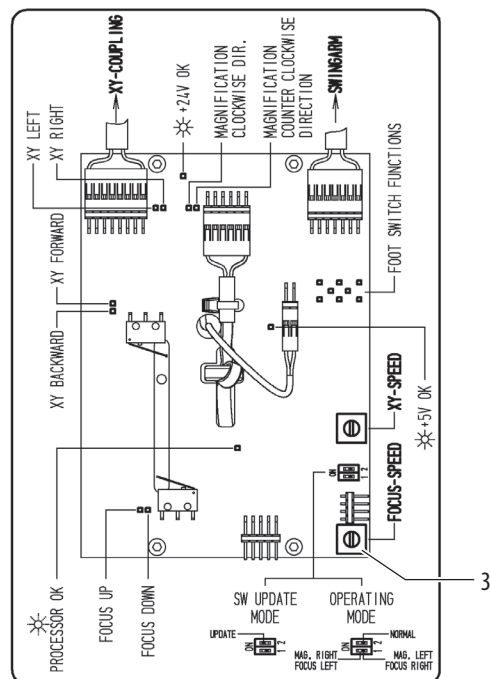 XY-COUPLING
XY LEFT
XY RIGHT
+24V OK
MAGNIFICATION
CLOCKWISE DIR.
MAGNIFICATION
COUNTER CLOCKWISE
DIRECTION
SWINGARM
FOOT SWITCH FUNCTIONS
XY FORWARD
XY BACKWARD
+5V OK
XY-SPEED
ON
1 2
FOCUS-SPEED
3
PROCESSOR OK
FOCUS UP
FOCUS DOWN
SW UPDATE
MODE
UPDATE
ON
1 2
OPERATING
MODE
NORMAL
ON
1 2
MAG. RIGHT
FOCUS LEFT
MAG. LEFT
FOCUS RIGHT